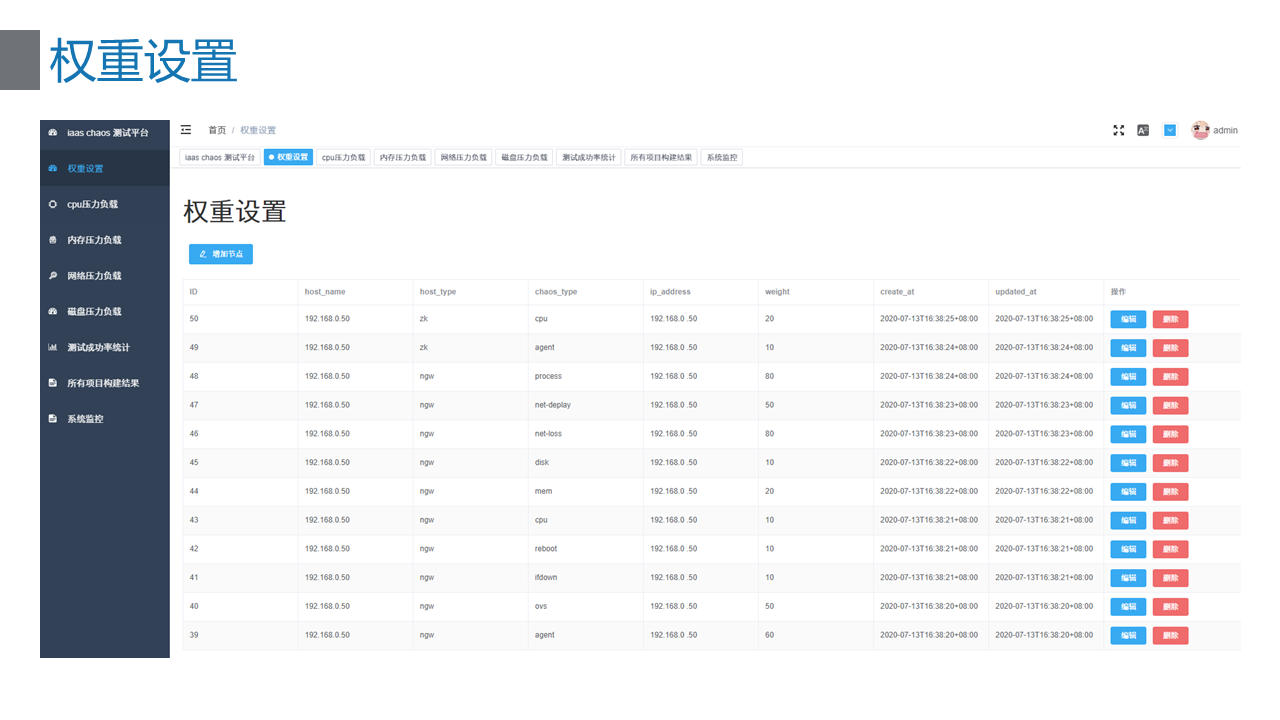 权重设置
iaas chaos 测试平台
权重设置
cpu压力负载
内存压力负载
网络压力负载
磁盘压力负载
测试成功率统计
所有项目构建结果
系统监控
首页 / 权重设置
admin
iaas chaos 测试平台 权重设置 cpu压力负载 内存压力负载 网络压力负载 磁盘压力负载 测试成功率统计 所有项目构建结果 系统监控
权重设置
增加节点
ID host_name host_type chaos_type ip_address weight create_at updated_at 操作
50 192.168.0.50 zk cpu 192.168.0 .50 20 2020-07-13T16:38:25+08:00 2020-07-13T16:38:25+08:00 编辑 删除
49 192.168.0.50 zk agent 192.168.0 .50 10 2020-07-13T16:38:24+08:00 2020-07-13T16:38:24+08:00 编辑 删除
48 192.168.0.50 ngw process 192.168.0 .50 80 2020-07-13T16:38:24+08:00 2020-07-13T16:38:24+08:00 编辑 删除
47 192.168.0.50 ngw net-deplay 192.168.0 .50 50 2020-07-13T16:38:23+08:00 2020-07-13T16:38:23+08:00 编辑 删除
46 192.168.0.50 ngw net-loss 192.168.0 .50 80 2020-07-13T16:38:23+08:00 2020-07-13T16:38:23+08:00 编辑 删除
45 192.168.0.50 ngw disk 192.168.0 .50 10 2020-07-13T16:38:22+08:00 2020-07-13T16:38:22+08:00 编辑 删除
44 192.168.0.50 ngw mem 192.168.0 .50 20 2020-07-13T16:38:22+08:00 2020-07-13T16:38:22+08:00 编辑 删除
43 192.168.0.50 ngw cpu 192.168.0 .50 10 2020-07-13T16:38:21+08:00 2020-07-13T16:38:21+08:00 编辑 删除
42 192.168.0.50 ngw reboot 192.168.0 .50 10 2020-07-13T16:38:21+08:00 2020-07-13T16:38:21+08:00 编辑 删除
41 192.168.0.50 ngw ifdown 192.168.0 .50 10 2020-07-13T16:38:21+08:00 2020-07-13T16:38:21+08:00 编辑 删除
40 192.168.0.50 ngw ovs 192.168.0 .50 50 2020-07-13T16:38:20+08:00 2020-07-13T16:38:20+08:00 编辑 删除
39 192.168.0.50 ngw agent 192.168.0 .50 60 2020-07-13T16:38:20+08:00 2020-07-13T16:38:20+08:00 编辑 删除